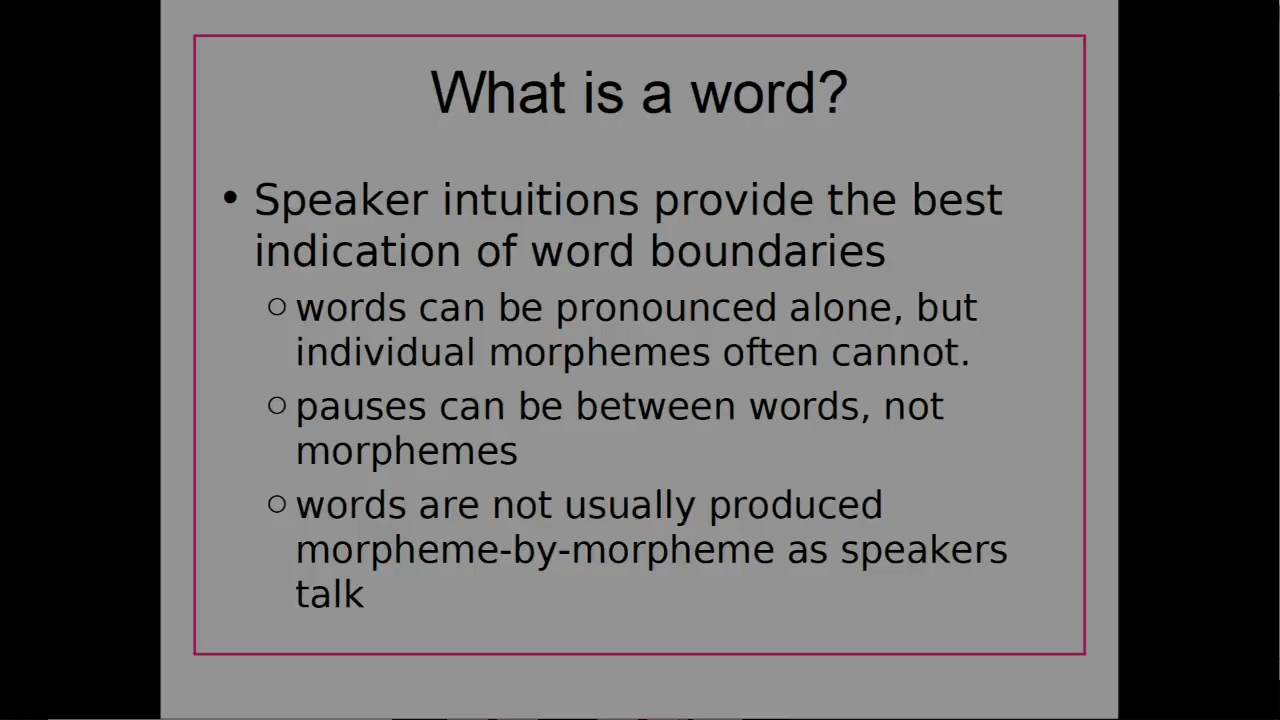 What is a word?
• Speaker intuitions provide the best
indication of word boundaries
○ words can be pronounced alone, but
individual morphemes often cannot.
○ pauses can be between words, not
morphemes
○ words are not usually produced
morpheme-by-morpheme as speakers
talk